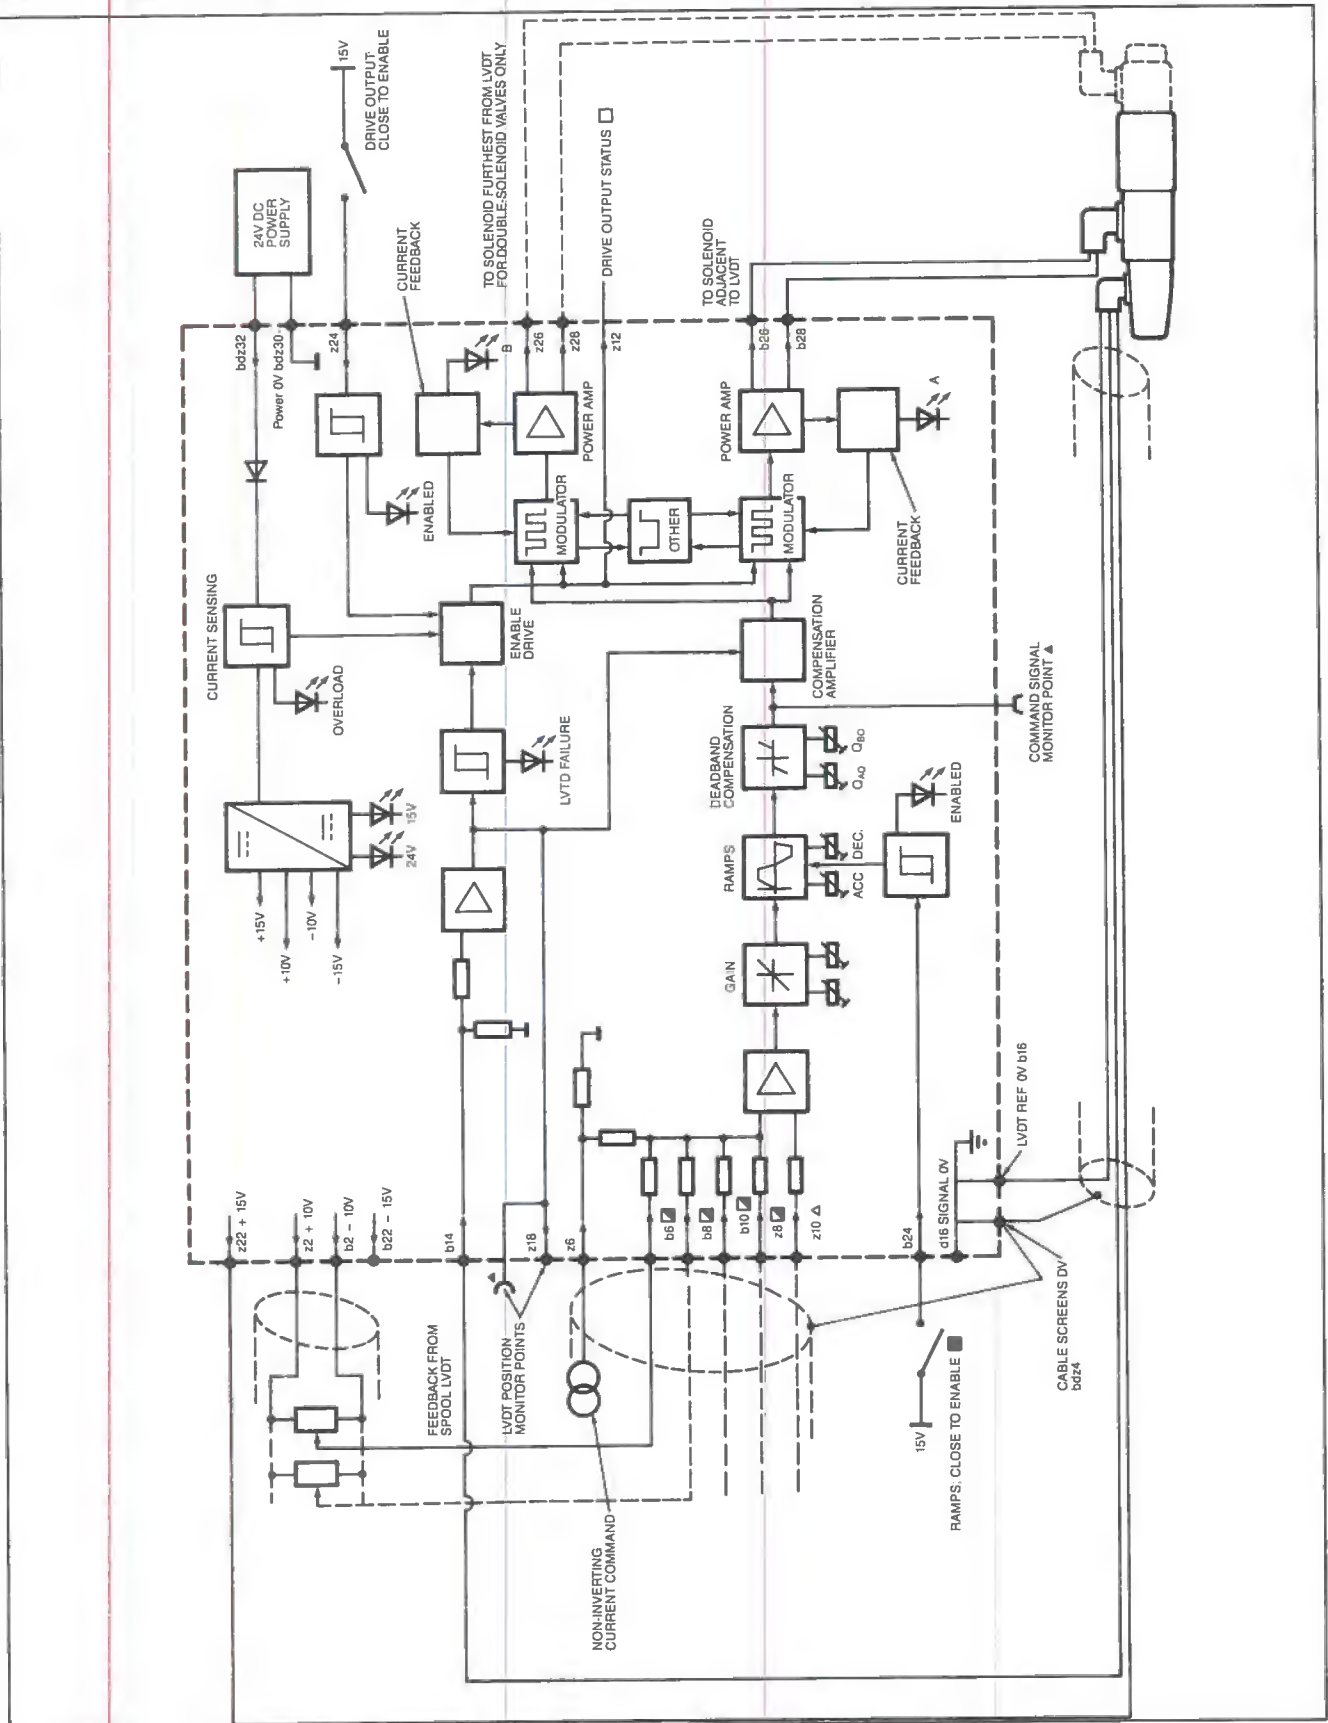 15V
DRIVE OUTPUT
CLOSE TO ENABLE
24V DC
POWER
SUPPLY
CURRENT
FEEDBACK
TO SOLENOID FURTHEST FROM LVDT
FOR DOUBLE-SOLENOID VALVES ONLY
DRIVE OUTPUT STATUS
TO SOLENOID
ADJACENT
TO LVDT
bdz32
Power 0V bdz30
z24
B
z26
z28
z12
b26
b28
A
ENABLED
POWER AMP
POWER AMP
MODULATOR
OTHER
MODULATOR
CURRENT
FEEDBACK
CURRENT SENSING
OVERLOAD
ENABLE
DRIVE
COMPENSATION
AMPLIFIER
LVTD FAILURE
DEADBAND
COMPENSATION
QBO
QAO
COMMAND SIGNAL
MONITOR POINT ▲
15V
24V
+15V
+10V
-10V
-15V
RAMPS
DEC.
ACC
ENABLED
GAIN
LVDT REF 0V b16
z22 + 15V
z2 + 10V
b2 - 10V
b22 - 15V
b14
z18
z6
b6
b8
b10
z8
z10 △
b24
d16 SIGNAL 0V
FEEDBACK FROM
SPOOL LVDT
LVDT POSITION
MONITOR POINTS
NON-INVERTING
CURRENT COMMAND
15V
RAMPS. CLOSE TO ENABLE
CABLE SCREENS DV
bdz4